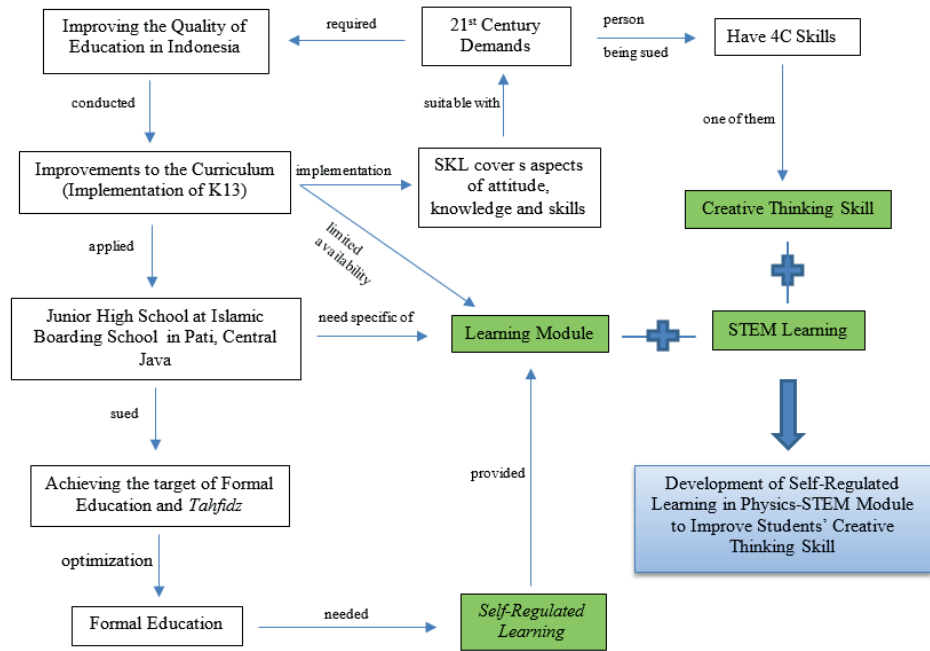 Improving the Quality of
Education in Indonesia
required
21st Century
Demands
person
being sued
Have 4C Skills
conducted
suitable with
one of them
Improvements to the Curriculum
(Implementation of K13)
implementation
SKL cover s aspects
of attitude,
knowledge and skills
Creative Thinking Skill
applied
limited
availability
Junior High School at Islamic
Boarding School in Pati, Central
Java
need specific of
Learning Module
STEM Learning
sued
provided
Achieving the target of Formal
Education and Tahfidz
Development of Self-Regulated
Learning in Physics-STEM Module
to Improve Students’ Creative
Thinking Skill
optimization
Formal Education
needed
Self-Regulated
Learning